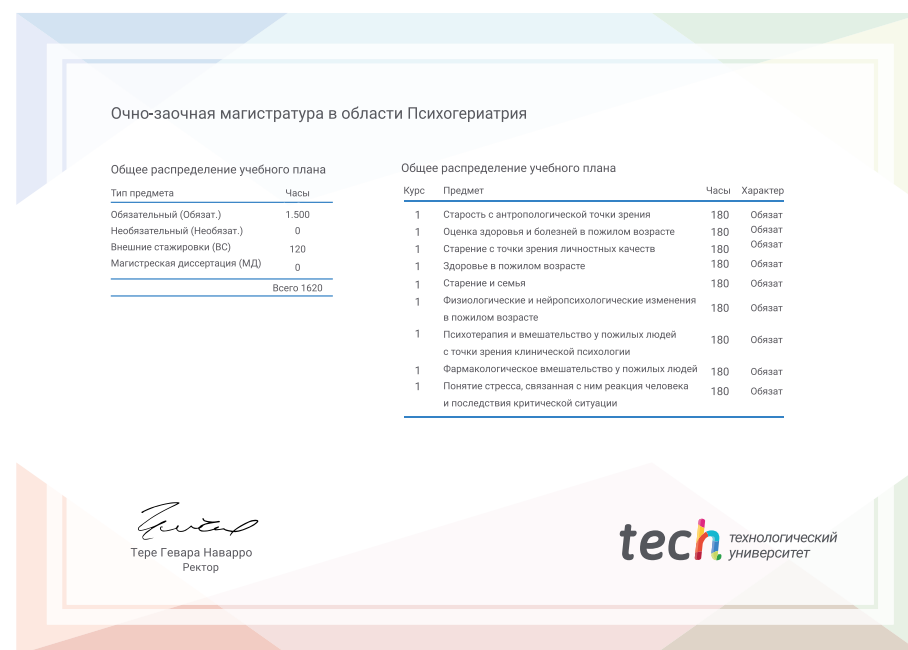 Очно-заочная магистратура в области Психогериатрия
Общее распределение учебного плана
Тип предмета Часы
Обязательный (Обязат.) 1.500
Необязательный (Необязат.) 0
Внешние стажировки (ВС) 120
Магистреская диссертация (МД) 0
Всего 1620
Общее распределение учебного плана
Курс Предмет Часы Характер
1 Старость с антропологической точки зрения 180 Обязат
1 Оценка здоровья и болезней в пожилом возрасте 180 Обязат
1 Старение с точки зрения личностных качеств 180 Обязат
1 Здоровье в пожилом возрасте 180 Обязат
1 Старение и семья 180 Обязат
1 Физиологические и нейропсихологические изменения
в пожилом возрасте 180 Обязат
1 Психотерапия и вмешательство у пожилых людей
с точки зрения клинической психологии 180 Обязат
1 Фармакологическое вмешательство у пожилых людей 180 Обязат
1 Понятие стресса, связанная с ним реакция человека
и последствия критической ситуации 180 Обязат
Тере Гевара Наварро
Ректор
tech технологический
университет